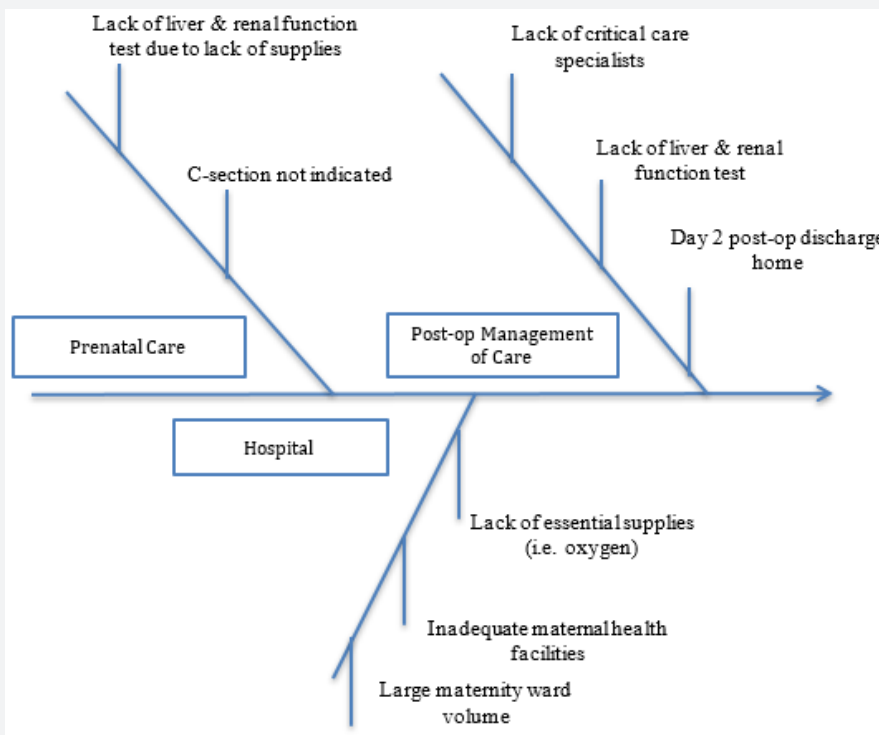 Lack of liver & renal function
test due to lack of supplies
C-section not indicated
Prenatal Care
Lack of critical care
specialists
Lack of liver & renal
function test
Day 2 post-op discharge
home
Post-op Management
of Care
Hospital
Lack of essential supplies
(i.e. oxygen)
Inadequate maternal health
facilities
Large maternity ward
volume